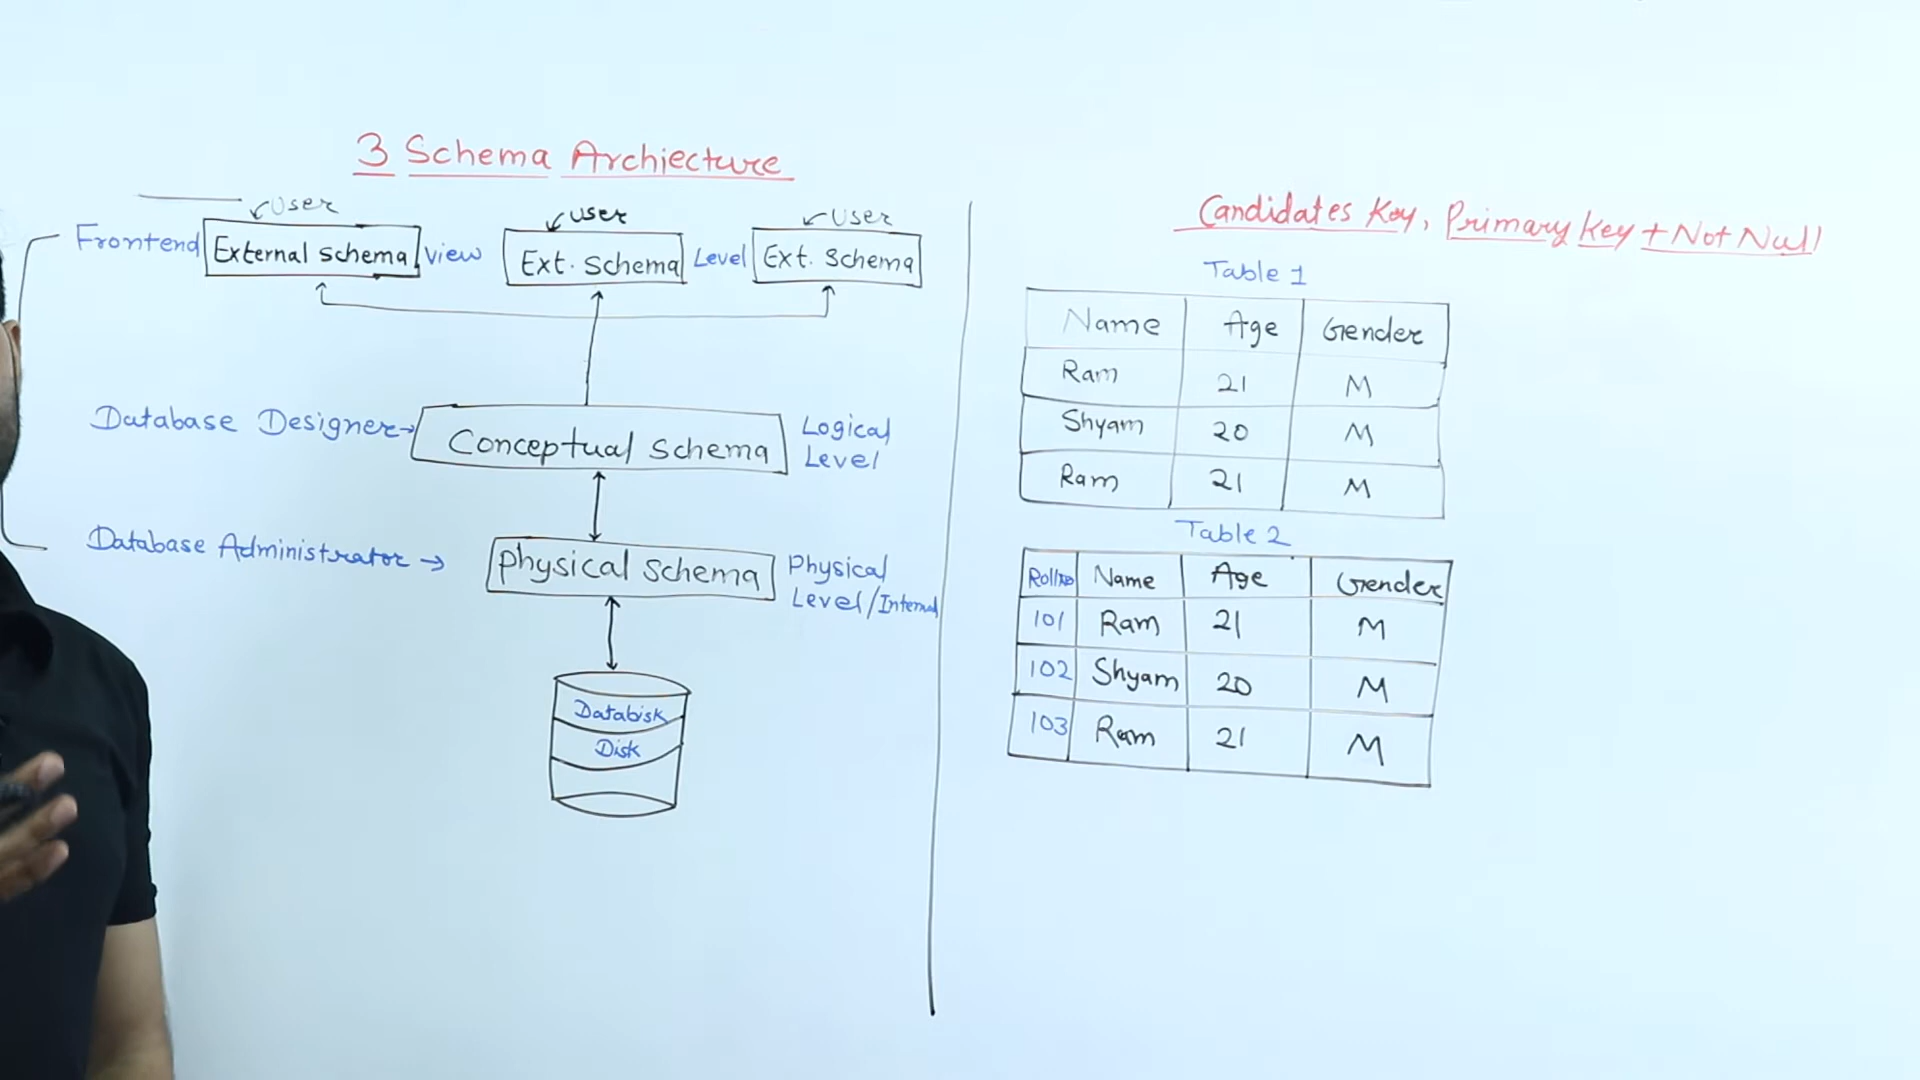 3 Schema Archiecture
User
user
User
Frontend
External schema
View
Ext. schema
Level
Ext. schema
Database Designer
Conceptual schema
Logical
Level
Database Administrator
physical schema
Physical
Level/Internal
Databisk
Disk
Candidates Key, Primary Key + Not Null
Table 1
Name Age Gender
Ram 21 M
Shyam 20 M
Ram 21 M
Table 2
Rollno Name Age Gender
101 Ram 21 M
102 Shyam 20 M
103 Ram 21 M